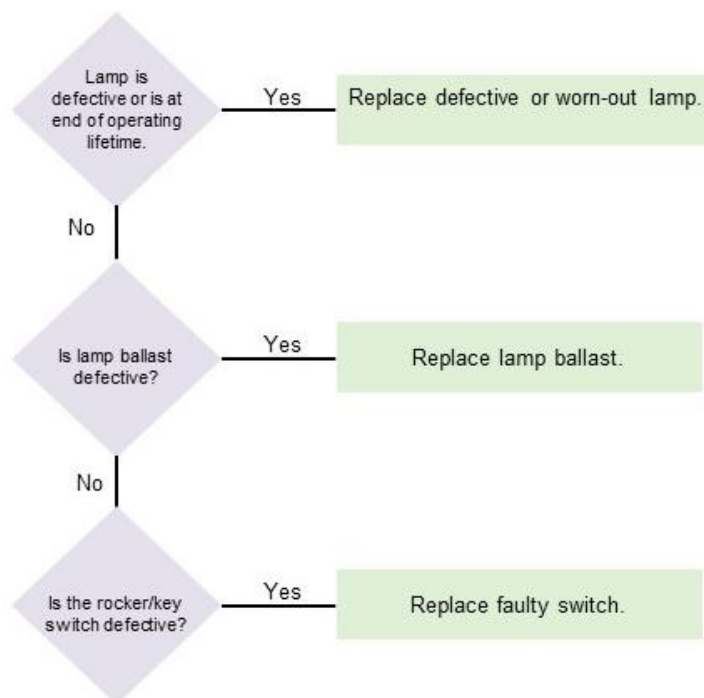 Lamp is
defective or is at
end of operating
lifetime.
Yes
Replace defective or worn-out lamp.
No
Is lamp ballast
defective?
Yes
Replace lamp ballast.
No
Is the rocker/key
switch defective?
Yes
Replace faulty switch.